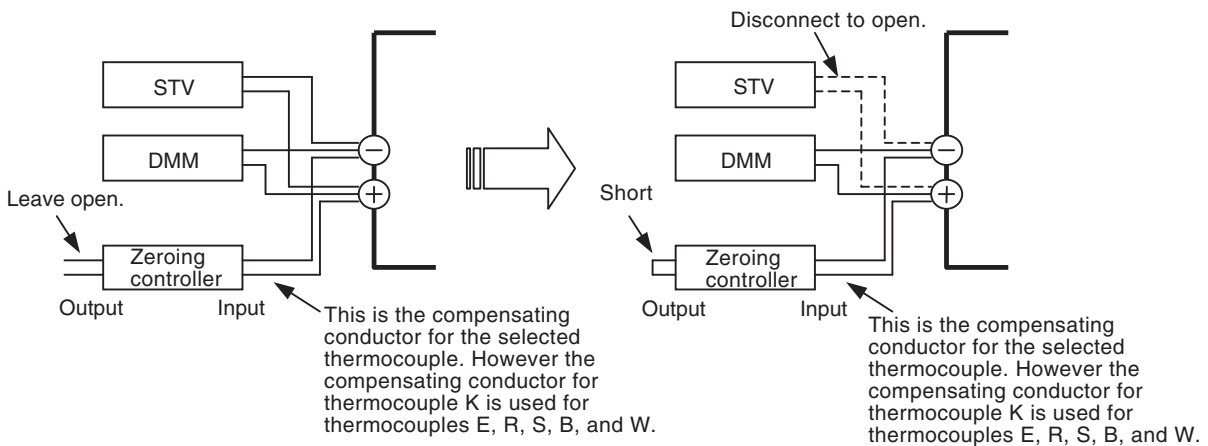 STV
DMM
−
+
Leave open.
Zeroing
controller
Output
Input
This is the compensating
conductor for the selected
thermocouple. However the
compensating conductor for
thermocouple K is used for
thermocouples E, R, S, B, and W.
Disconnect to open.
STV
DMM
−
+
Short
Zeroing
controller
Output
Input
This is the compensating
conductor for the selected
thermocouple. However the
compensating conductor for
thermocouple K is used for
thermocouples E, R, S, B, and W.